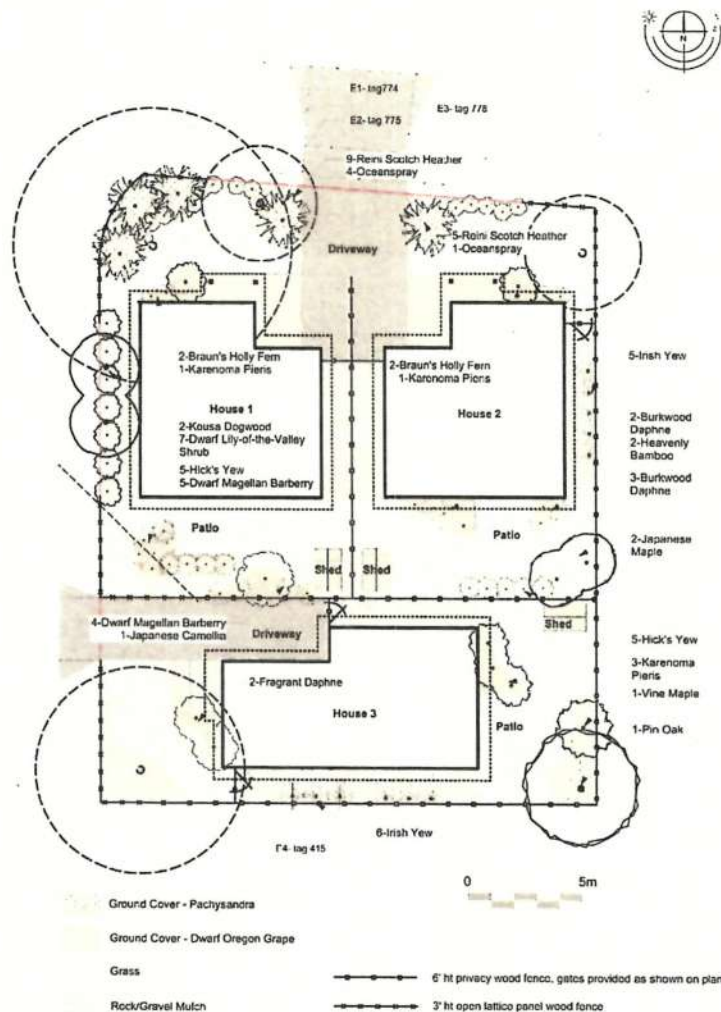 N
E1- tag774
E2- tag 775
E3- tag 778
9-Reini Scotch Heather
4-Oceanspray
5-Reini Scotch Heather
1-Oceanspray
Driveway
2-Braun's Holly Fern
1-Karenoma Pieris
House 1
2-Kousa Dogwood
7-Dwarf Lily-of-the-Valley
Shrub
5-Hick's Yew
5-Dwarf Magellan Barberry
2-Braun's Holly Fern
1-Karenoma Pieris
House 2
5-Irish Yew
2-Burkwood
Daphne
2-Heavenly
Bamboo
3-Burkwood
Daphne
Patio
Patio
2-Japanese
Maple
Shed
Shed
4-Dwarf Magellan Barberry
1-Japanese Camellia
Driveway
Shed
5-Hick's Yew
3-Karenoma
Pieris
1-Vine Maple
1-Pin Oak
2-Fragrant Daphne
House 3
Patio
6-Irish Yew
E4- tag 415
0 5m
Ground Cover - Pachysandra
Ground Cover - Dwarf Oregon Grape
Grass
Rock/Gravel Mulch
6' ht privacy wood fence, gates provided as shown on plan
3' ht open lattice panel wood fence